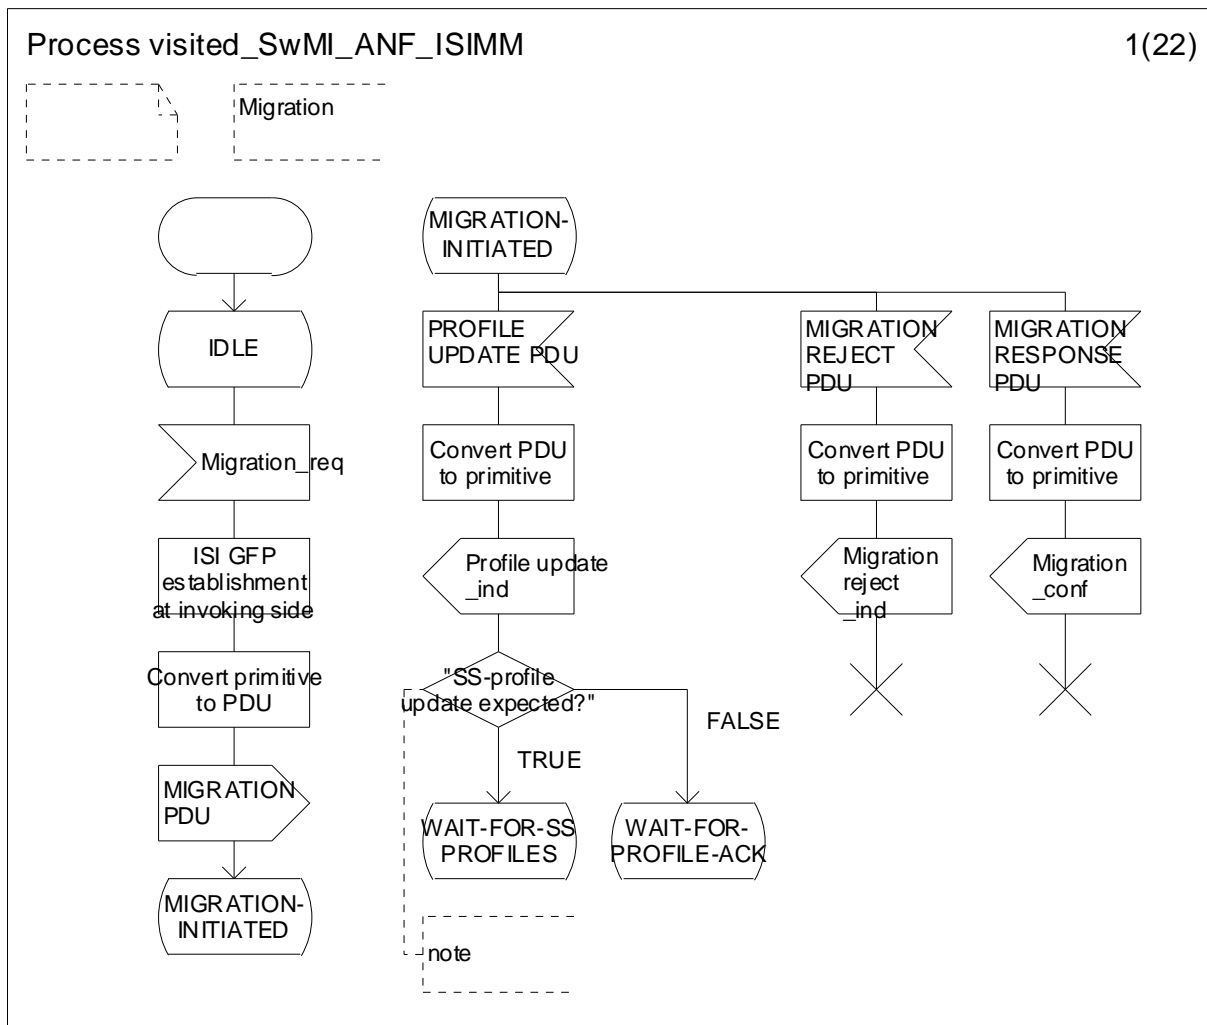 Process visited_SwMI_ANF_ISIMM
1(22)
Migration
IDLE
Migration_req
ISI GFP
establishment
at invoking side
Convert primitive
to PDU
MIGRATION
PDU
MIGRATION-
INITIATED
MIGRATION-
INITIATED
PROFILE
UPDATE PDU
Convert PDU
to primitive
Profile update
_ind
"SS-profile
update expected?"
TRUE
FALSE
WAIT-FOR-SS
PROFILES
WAIT-FOR-
PROFILE-ACK
note
MIGRATION
REJECT
PDU
Convert PDU
to primitive
Migration
reject
_ind
MIGRATION
RESPONSE
PDU
Convert PDU
to primitive
Migration
_conf